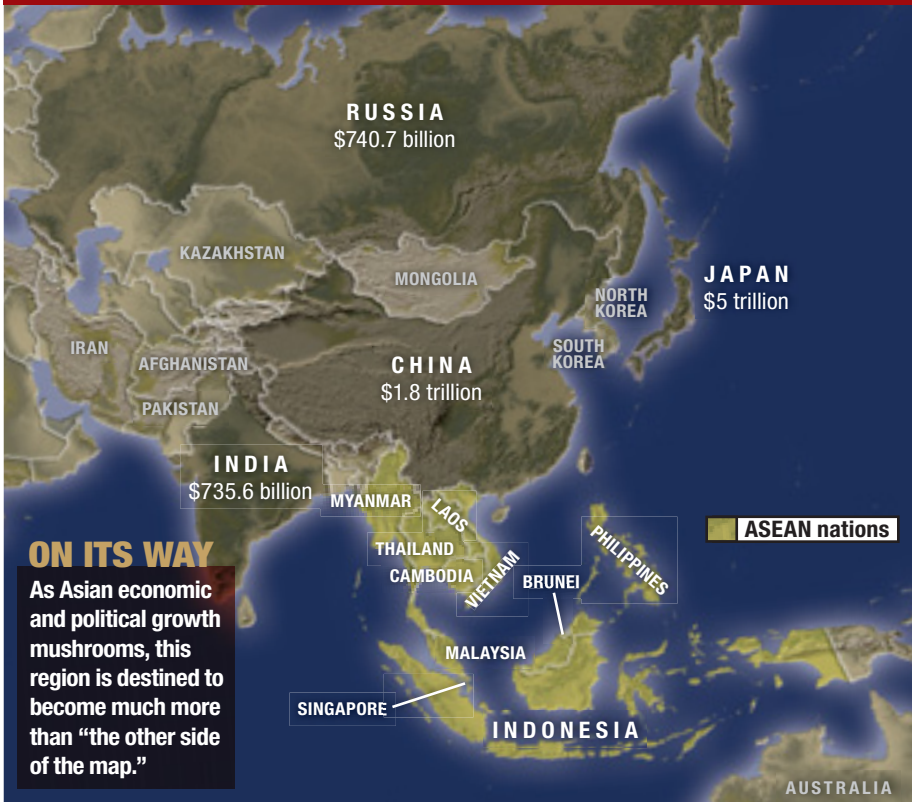 RUSSIA
$740.7 billion
KAZAKHSTAN
MONGOLIA
JAPAN
$5 trillion
NORTH
KOREA
SOUTH
KOREA
IRAN
AFGHANISTAN
CHINA
$1.8 trillion
PAKISTAN
INDIA
$735.6 billion
MYANMAR
LAOS
THAILAND
CAMBODIA
VIETNAM
BRUNEI
PHILIPPINES
ASEAN nations
MALAYSIA
SINGAPORE
INDONESIA
AUSTRALIA
ON ITS WAY
As Asian economic
and political growth
mushrooms, this
region is destined to
become much more
than “the other side
of the map.”